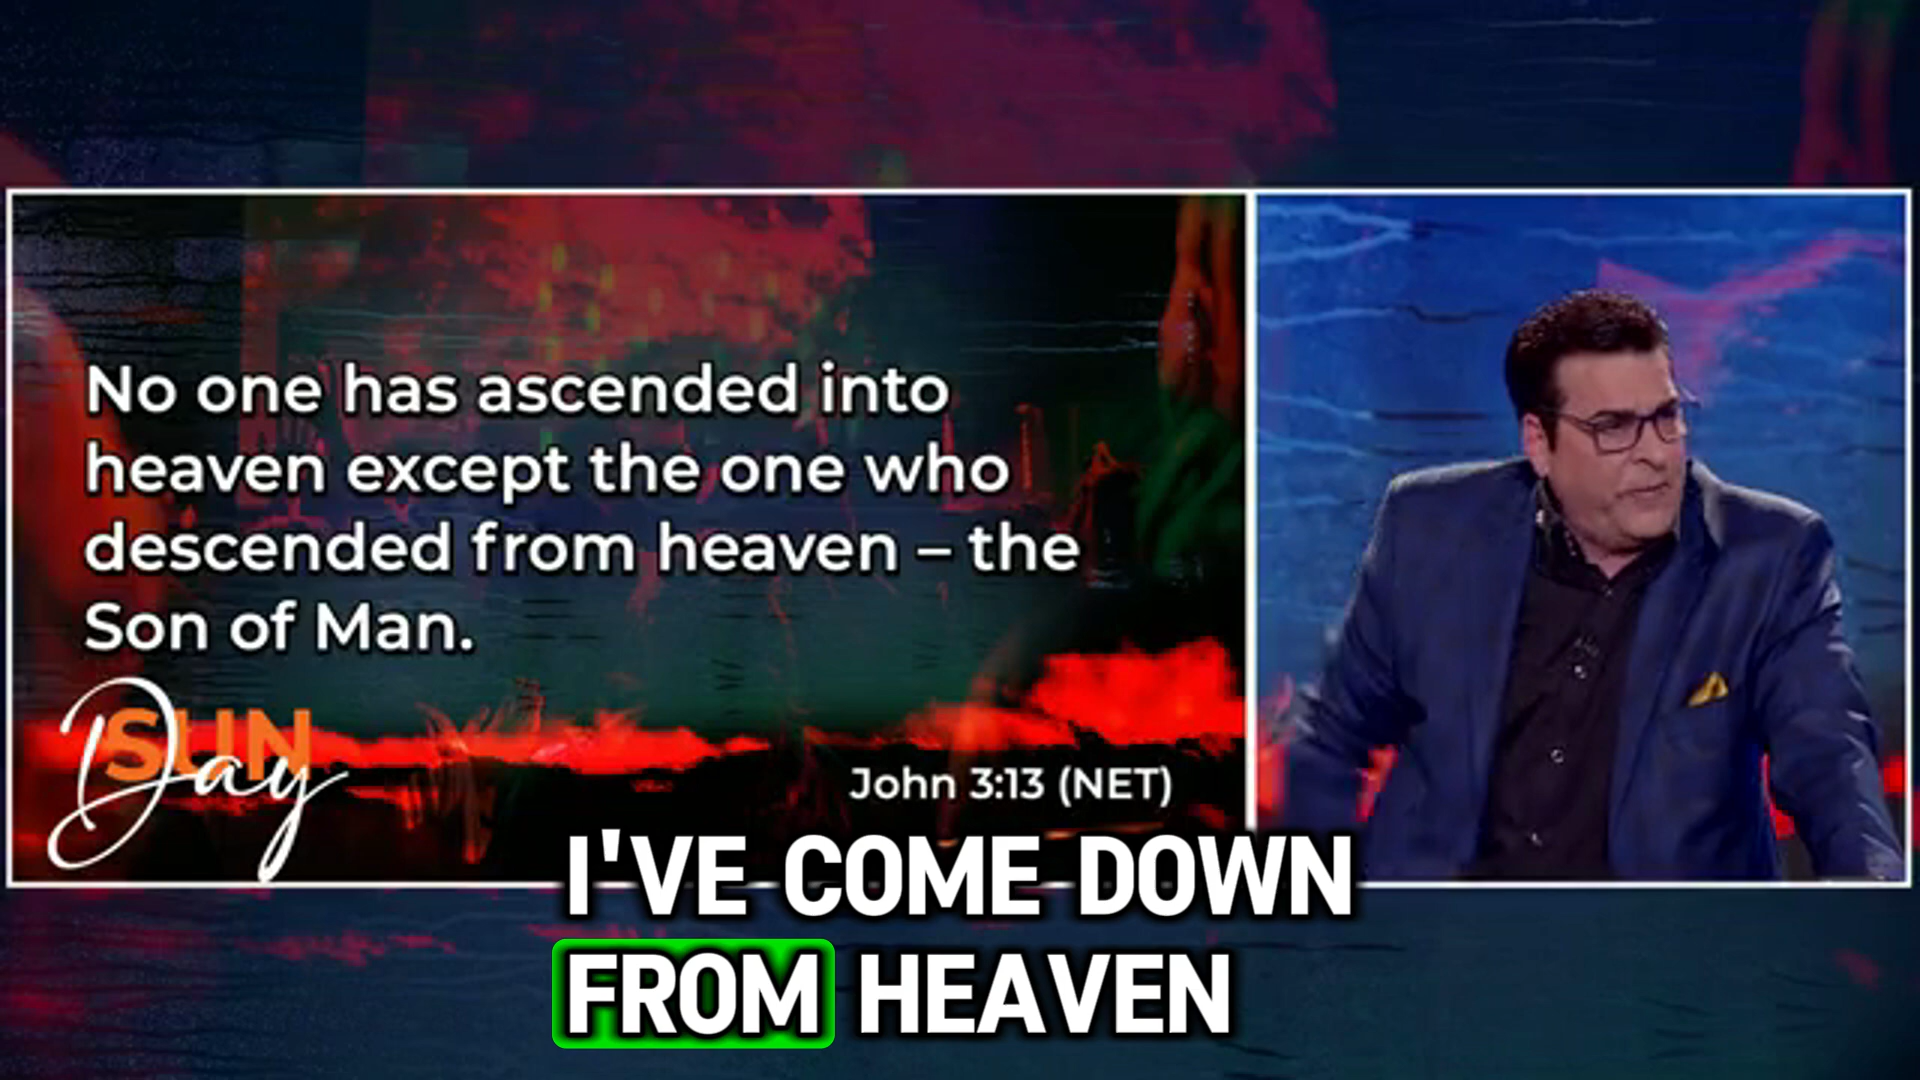 No one has ascended into
heaven except the one who
descended from heaven – the
Son of Man.
SUN
Day
John 3:13 (NET)
I'VE COME DOWN
FROM HEAVEN